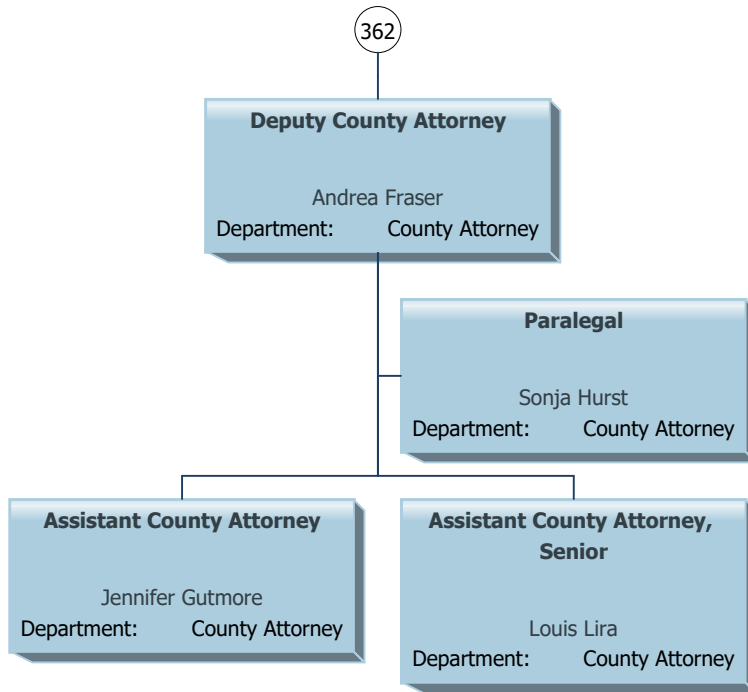 362
Deputy County Attorney
Andrea Fraser
Department: County Attorney
Paralegal
Sonja Hurst
Department: County Attorney
Assistant County Attorney
Jennifer Gutmore
Department: County Attorney
Assistant County Attorney,
Senior
Louis Lira
Department: County Attorney